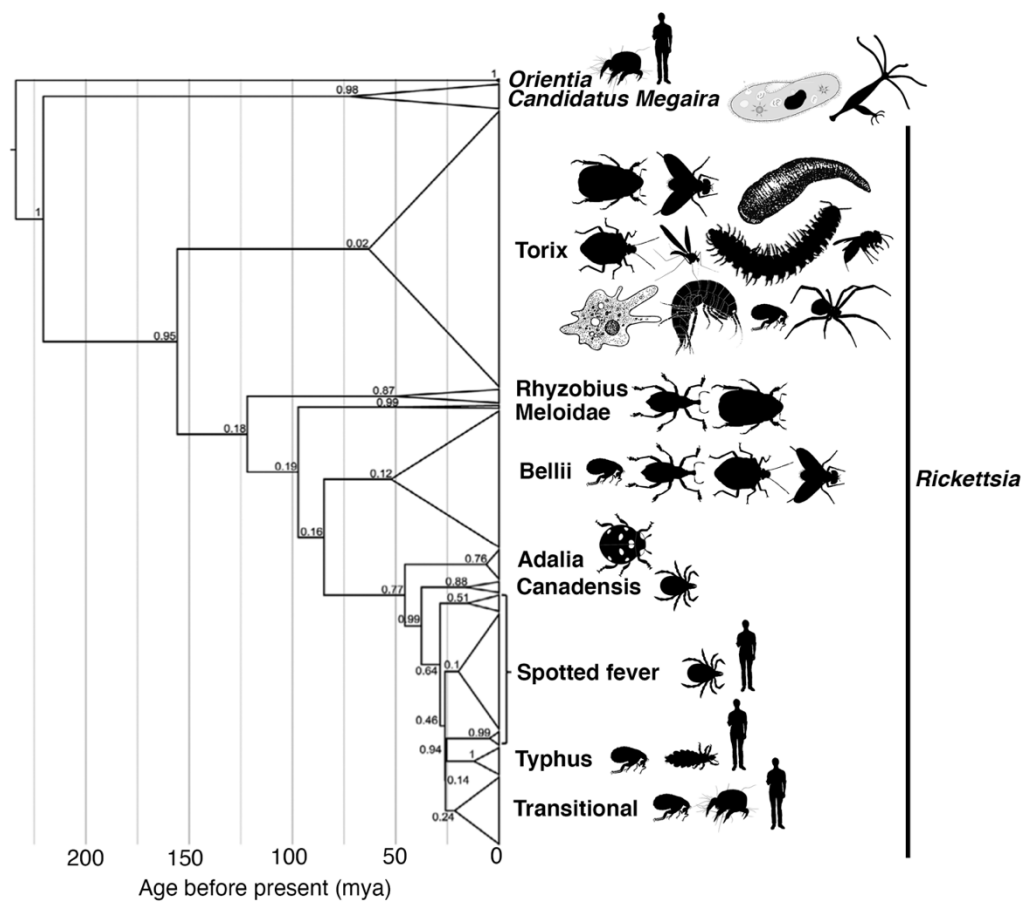 1
Orientia
0.98
Candidatus Megaira
1
0.02
Torix
0.95
0.87
Rhyzobius
0.99
Meloidae
0.18
0.19
0.12
Bellii
Rickettsia
0.16
0.76
Adalia
0.77
0.88
Canadensis
0.51
0.99
0.64
0.1
Spotted fever
0.46
0.99
0.94
1
Typhus
0.14
0.24
Transitional
200 150 100 50 0
Age before present (mya)